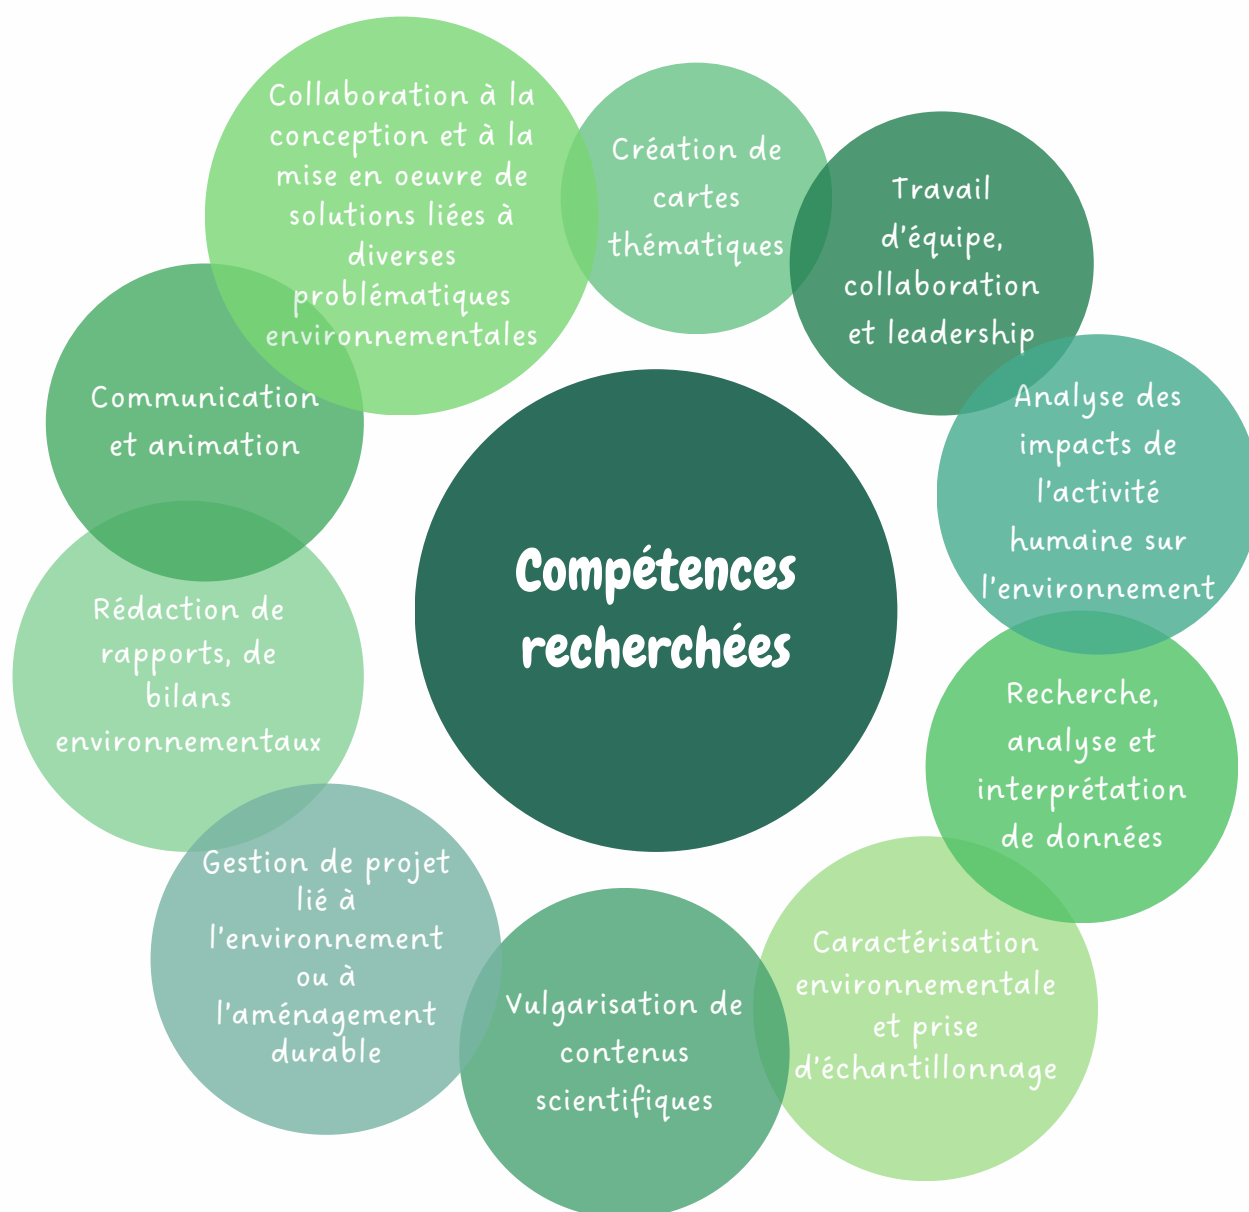 Collaboration à la
conception et à la
mise en oeuvre de
solutions liées à
diverses
problématiques
environnementales
Création de
cartes
thématiques
Travail
d'équipe,
collaboration
et leadership
Analyse des
impacts de
l'activité
humaine sur
l'environnement
Recherche,
analyse et
interprétation
de données
Caractérisation
environnementale
et prise
d'échantillonnage
Vulgarisation de
contenus
scientifiques
Gestion de projet
lié à
l'environnement
ou à
l'aménagement
durable
Rédaction de
rapports, de
bilans
environnementaux
Communication
et animation
Compétences
recherchées